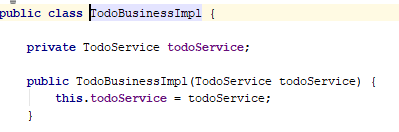 public class TodoBusinessImpl {
private TodoService todoService;
public TodoBusinessImpl(TodoService todoService) {
this.todoService = todoService;
}